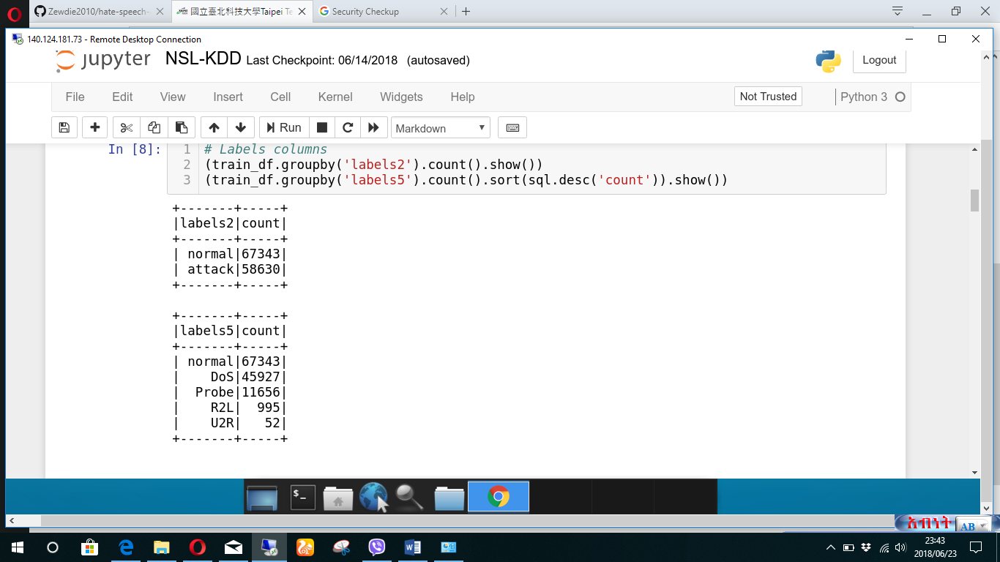 Zewdie2010/hate-speech-
國立臺北科技大學Taipei Te
Security Checkup
140.124.181.73 - Remote Desktop Connection
jupyter NSL-KDD Last Checkpoint: 06/14/2018 (autosaved)
Logout
File Edit View Insert Cell Kernel Widgets Help
Not Trusted
Python 3
Run
Markdown
In [8]:
1 # Labels columns
2 (train_df.groupby('labels2').count().show())
3 (train_df.groupby('labels5').count().sort(sql.desc('count')).show())
+-------+-----+
|labels2|count|
+-------+-----+
| normal|67343|
| attack|58630|
+-------+-----+
+-------+-----+
|labels5|count|
+-------+-----+
| normal|67343|
|    DoS|45927|
|  Probe|11656|
|    R2L|  995|
|    U2R|   52|
+-------+-----+
$_
አብነት
AB
23:43
2018/06/23